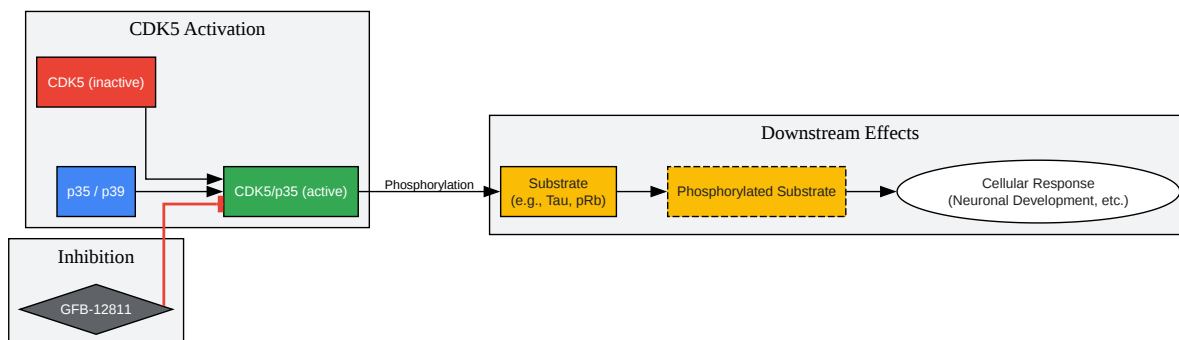 CDK5 Activation
CDK5 (inactive)
p35 / p39
CDK5/p35 (active)
Phosphorylation
Downstream Effects
Substrate
(e.g., Tau, pRb)
Phosphorylated Substrate
Cellular Response
(Neuronal Development, etc.)
Inhibition
GFB-12811